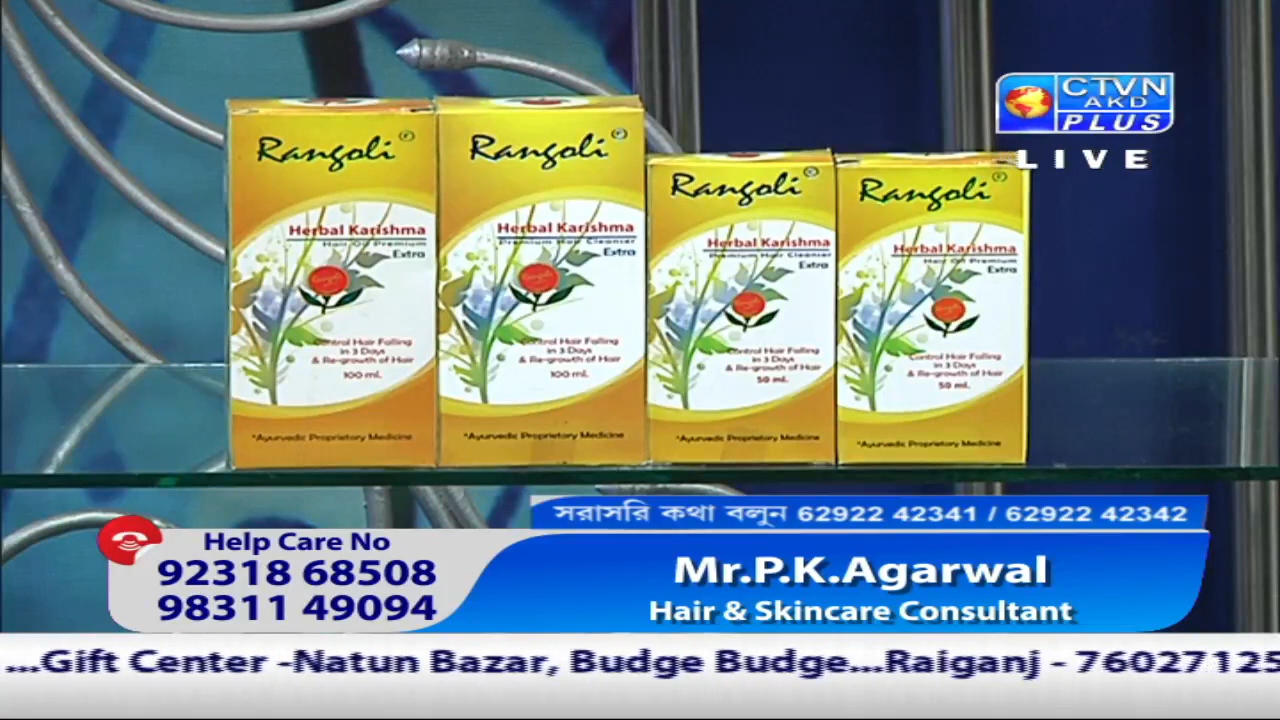 CTVN
AKD
PLUS
LIVE
Rangoli
Herbal Karishma
Hair Oil Premium
Extra
Control Hair Falling
in 3 Days
& Re-growth of Hair
100 ml.
*Ayurvedic Proprietary Medicine
Rangoli
Herbal Karishma
Premium Hair Cleanser
Extra
Control Hair Falling
in 3 Days
& Re-growth of Hair
100 ml.
*Ayurvedic Proprietary Medicine
Rangoli
Herbal Karishma
Premium Hair Cleanser
Extra
Control Hair Falling
in 3 Days
& Re-growth of Hair
50 ml.
*Ayurvedic Proprietary Medicine
Rangoli
Herbal Karishma
Hair Oil Premium
Extra
Control Hair Falling
in 3 Days
& Re-growth of Hair
50 ml.
*Ayurvedic Proprietary Medicine
সরাসরি কথা বলুন 62922 42341 / 62922 42342
Help Care No
92318 68508
98311 49094
Mr.P.K.Agarwal
Hair & Skincare Consultant
...Gift Center -Natun Bazar, Budge Budge...Raiganj - 76027125